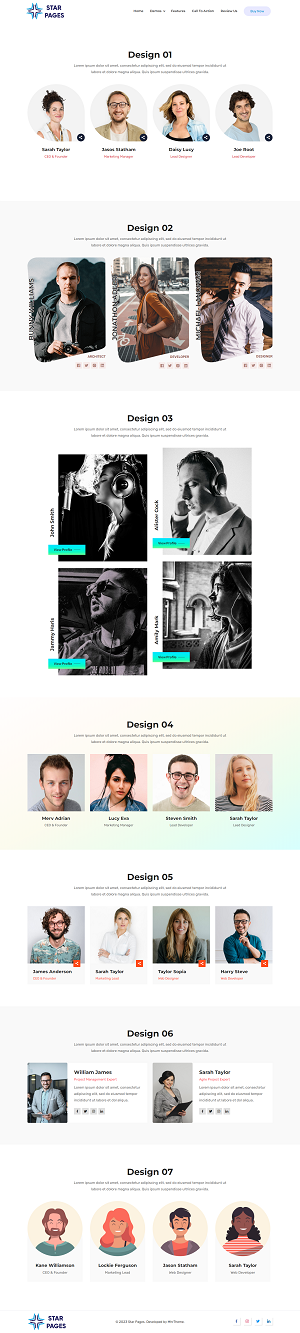 STAR
PAGES
Home
Demos
Features
Call To Action
Review Us
Buy Now
Design 01
Lorem ipsum dolor sit amet, consectetur adipiscing elit, sed do eiusmod tempor incididunt ut
labore et dolore magna aliqua. Quis ipsum suspendisse ultrices gravida.
Sarah Taylor
CEO & Founder
Jason Statham
Marketing Manager
Daisy Lucy
Lead Designer
Joe Root
Lead Developer
Design 02
Lorem ipsum dolor sit amet, consectetur adipiscing elit, sed do eiusmod tempor incididunt ut
labore et dolore magna aliqua. Quis ipsum suspendisse ultrices gravida.
ARCHITECT
DEVELOPER
DESIGNER
Design 03
Lorem ipsum dolor sit amet, consectetur adipiscing elit, sed do eiusmod tempor incididunt ut
labore et dolore magna aliqua. Quis ipsum suspendisse ultrices gravida.
John Smith
View Profile
Alister Cock
View Profile
Jammy Haris
View Profile
Amily Mark
View Profile
Design 04
Lorem ipsum dolor sit amet, consectetur adipiscing elit, sed do eiusmod tempor incididunt ut
labore et dolore magna aliqua. Quis ipsum suspendisse ultrices gravida.
Merv Adrian
CEO & Founder
Lucy Eva
Marketing Manager
Steven Smith
Lead Developer
Sarah Taylor
Lead Designer
Design 05
Lorem ipsum dolor sit amet, consectetur adipiscing elit, sed do eiusmod tempor incididunt ut
labore et dolore magna aliqua. Quis ipsum suspendisse ultrices gravida.
James Anderson
CEO & Founder
Sarah Taylor
Marketing Lead
Taylor Sopia
Web Designer
Harry Steve
Web Developer
Design 06
Lorem ipsum dolor sit amet, consectetur adipiscing elit, sed do eiusmod tempor incididunt ut
labore et dolore magna aliqua. Quis ipsum suspendisse ultrices gravida.
William James
Project Management Expert
Lorem ipsum dolor sit amet, consectetur
adipiscing elit, sed do eiusmod tempor
incididunt ut labore et dolore aliqua.
Sarah Taylor
Agile Project Expert
Lorem ipsum dolor sit amet, consectetur
adipiscing elit, sed do eiusmod tempor
incididunt ut labore et dolore aliqua.
Design 07
Lorem ipsum dolor sit amet, consectetur adipiscing elit, sed do eiusmod tempor incididunt ut
labore et dolore magna aliqua. Quis ipsum suspendisse ultrices gravida.
Kane Williamson
CEO & Founder
Lockie Ferguson
Marketing Lead
Jason Statham
Web Designer
Sarah Taylor
Web Developer
STAR
PAGES
© 2023 Star Pages. Developed by